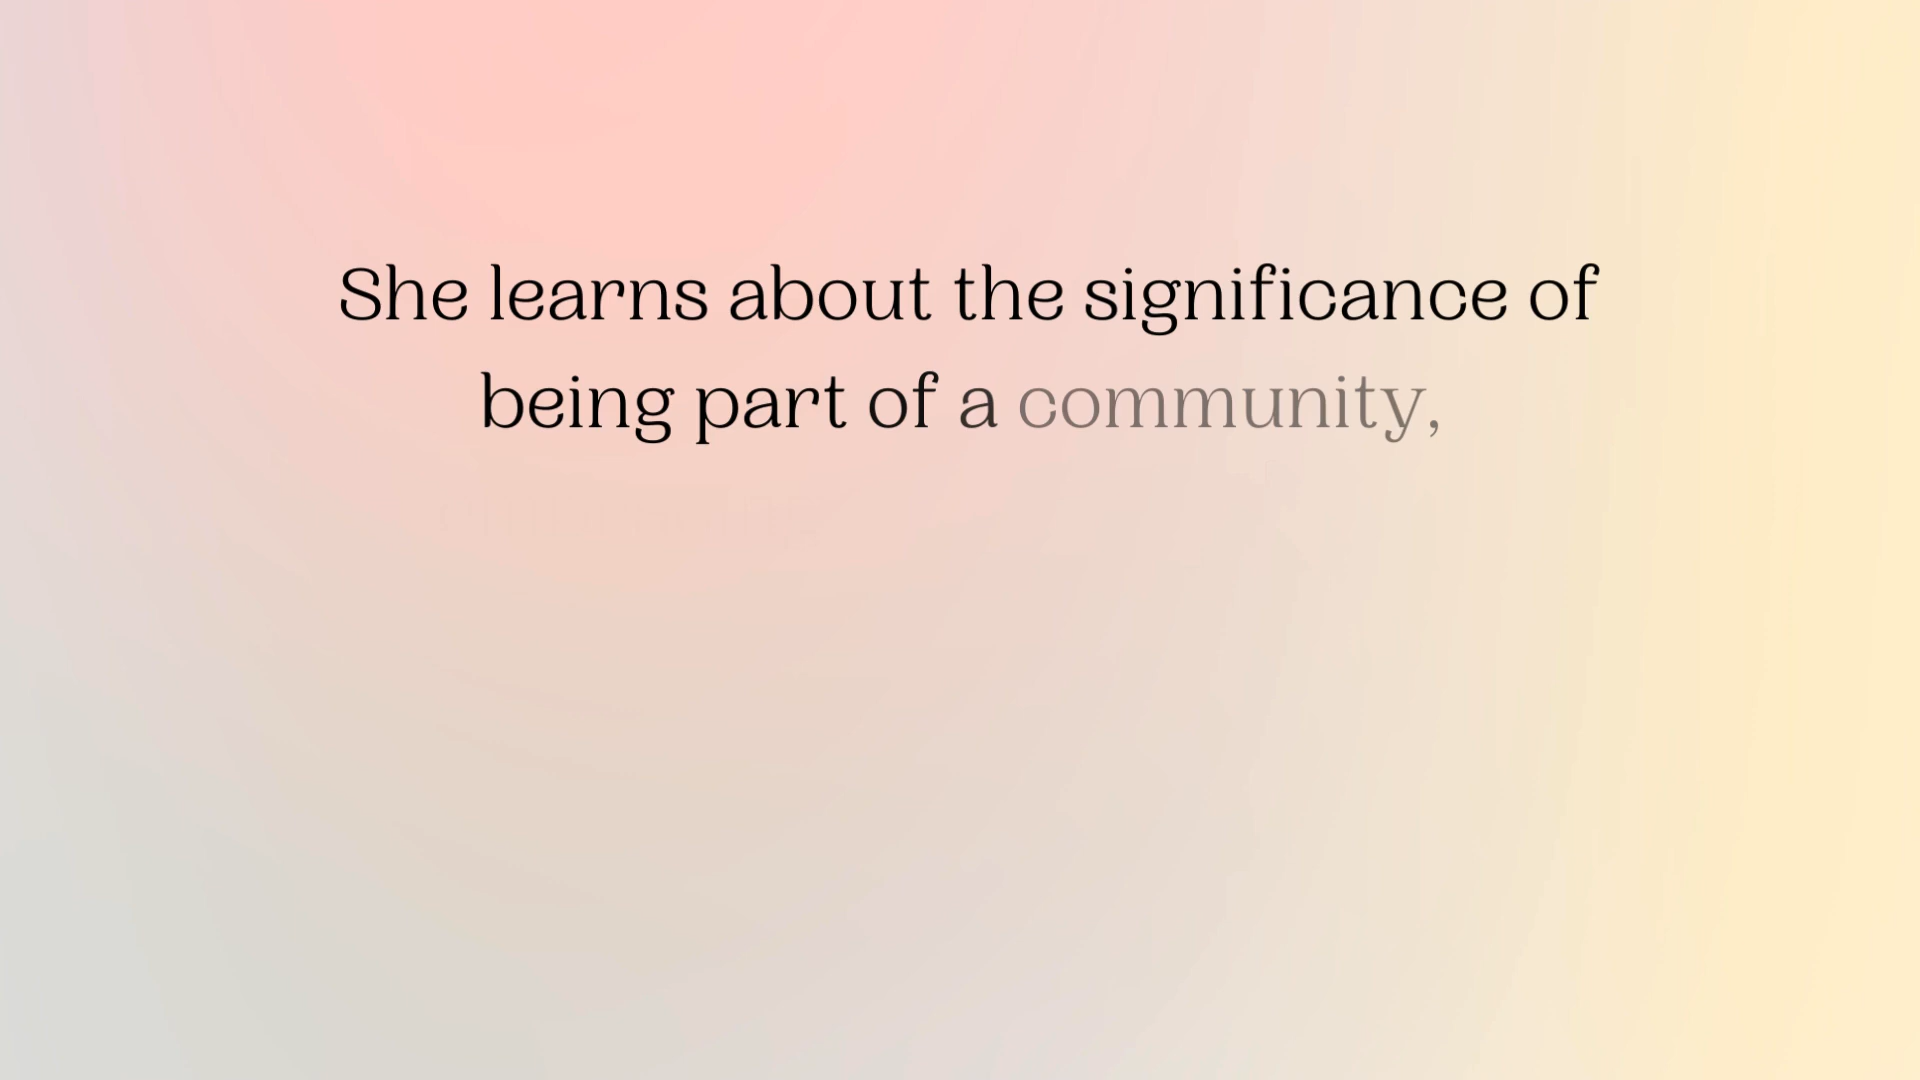 She learns about the significance of
being part of a community,